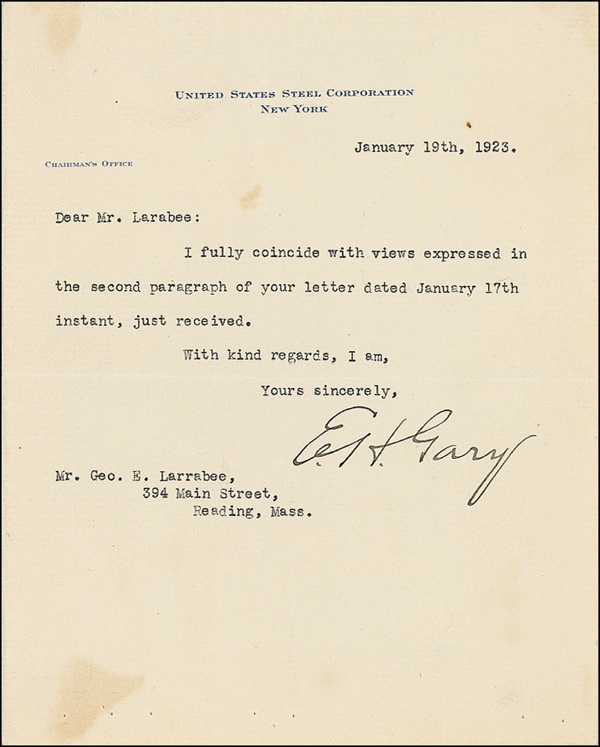 UNITED STATES STEEL CORPORATION
NEW YORK
January 19th, 1923.
CHAIRMAN'S OFFICE
Dear Mr. Larabee:
I fully coincide with views expressed in
the second paragraph of your letter dated January 17th
instant, just received.
With kind regards, I am,
Yours sincerely,
E. H. Gary
Mr. Geo. E. Larrabee,
394 Main Street,
Reading, Mass.